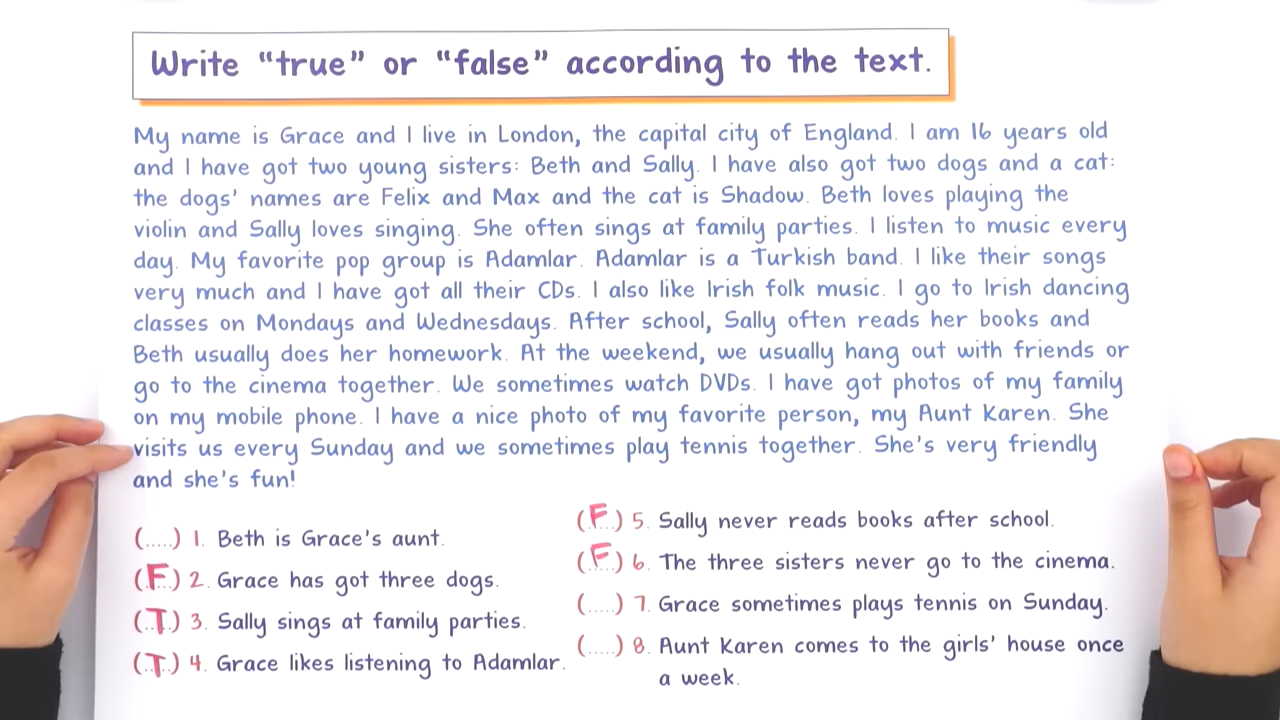 Write “true” or “false” according to the text.
My name is Grace and I live in London, the capital city of England. I am 16 years old
and I have got two young sisters: Beth and Sally. I have also got two dogs and a cat:
the dogs' names are Felix and Max and the cat is Shadow. Beth loves playing the
violin and Sally loves singing. She often sings at family parties. I listen to music every
day. My favorite pop group is Adamlar. Adamlar is a Turkish band. I like their songs
very much and I have got all their CDs. I also like Irish folk music. I go to Irish dancing
classes on Mondays and Wednesdays. After school, Sally often reads her books and
Beth usually does her homework. At the weekend, we usually hang out with friends or
go to the cinema together. We sometimes watch DVDs. I have got photos of my family
on my mobile phone. I have a nice photo of my favorite person, my Aunt Karen. She
visits us every Sunday and we sometimes play tennis together. She's very friendly
and she's fun!
(.....) 1. Beth is Grace's aunt.
(F) 2. Grace has got three dogs.
(T) 3. Sally sings at family parties.
(T) 4. Grace likes listening to Adamlar.
(F) 5. Sally never reads books after school.
(F) 6. The three sisters never go to the cinema.
(.....) 7. Grace sometimes plays tennis on Sunday.
(.....) 8. Aunt Karen comes to the girls' house once
a week.